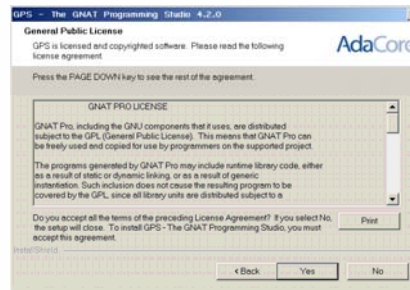 GPS - The GNAT Programming Studio 4.2.0
General Public License
GPS is licensed and copyrighted software. Please read the following
license agreement
AdaCor
Press the PAGE DOWN key to see the rest of the agreement.
GNAT PRO LICENSE
GNAT Pro, including the GNU components that it uses, are distributed
subject to the GPL (General Public License). This means that GNAT Pro can
be freely used and copied for use by programmers on the supported project.
The programs generated by GNAT Pro may include runtime library code, either
as a result of static or dynamic linking, or as a result of generic
instantiation. Such inclusion does not cause the resulting program to be
covered by the GPL, since all library units are distributed subject to a
Do you accept all the terms of the preceding License Agreement? If you select No,
the setup will close. To install GPS - The GNAT Programming Studio, you must
accept this agreement.
Print
InstallShield
< Back
Yes
No